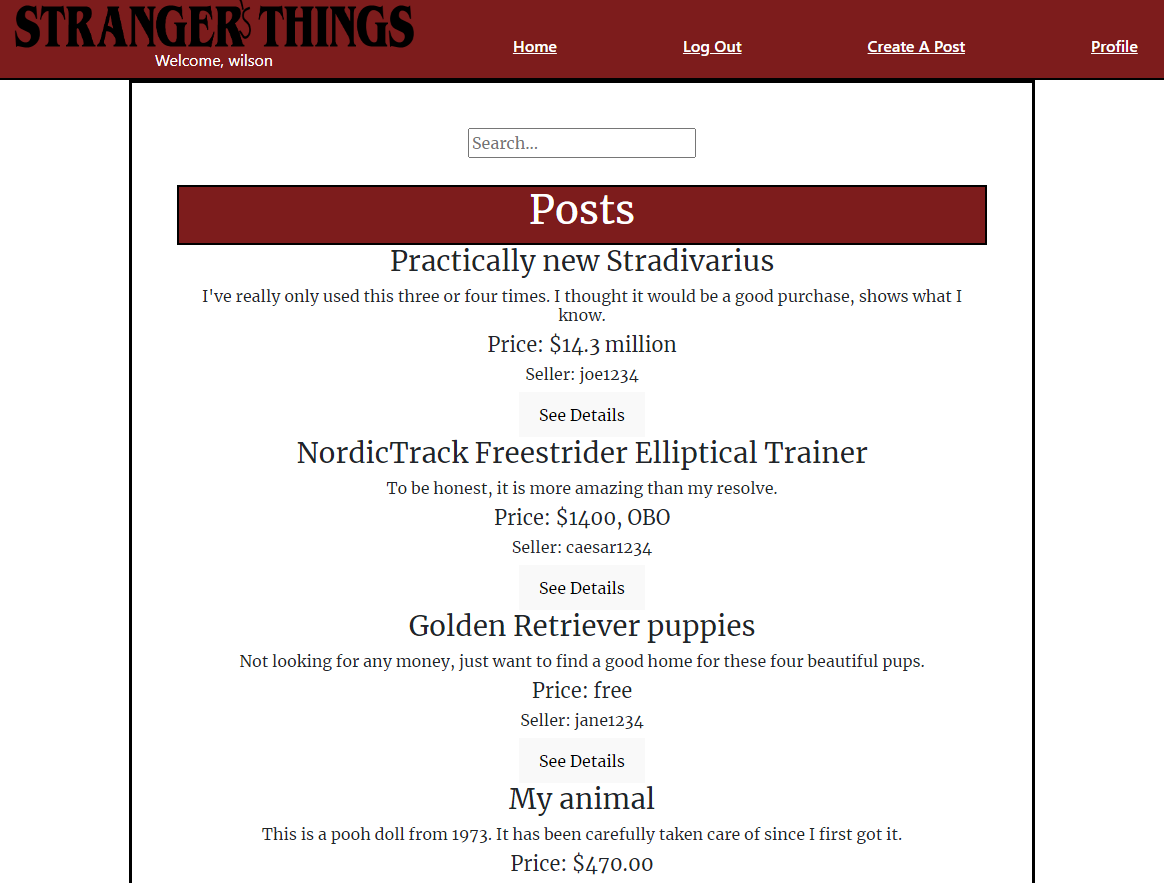 STRANGER THINGS
Welcome, wilson
Home
Log Out
Create A Post
Profile
Search...
Posts
Practically new Stradivarius
I've really only used this three or four times. I thought it would be a good purchase, shows what I
know.
Price: $14.3 million
Seller: joe1234
See Details
NordicTrack Freestrider Elliptical Trainer
To be honest, it is more amazing than my resolve.
Price: $1400, OBO
Seller: caesar1234
See Details
Golden Retriever puppies
Not looking for any money, just want to find a good home for these four beautiful pups.
Price: free
Seller: jane1234
See Details
My animal
This is a pooh doll from 1973. It has been carefully taken care of since I first got it.
Price: $470.00